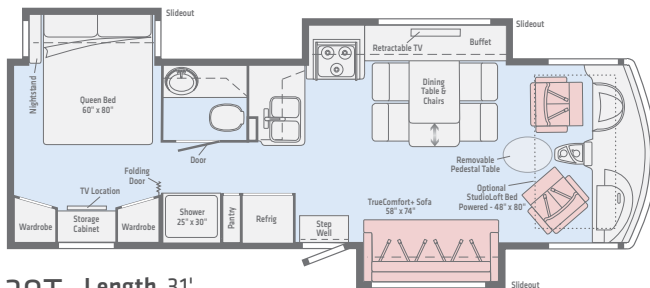 Slideout
Slideout
Retractable TV
Buffet
Nightstand
Queen Bed
60" x 80"
Dining
Table &
Chairs
Door
Folding
Door
TV Location
Removable
Pedestal Table
Optional
StudioLoft Bed
Powered - 48" x 80"
TrueComfort+ Sofa
58" x 74"
Wardrobe
Storage
Cabinet
Wardrobe
Shower
25" x 30"
Pantry
Refrig
Step
Well
Length 31'
Slideout